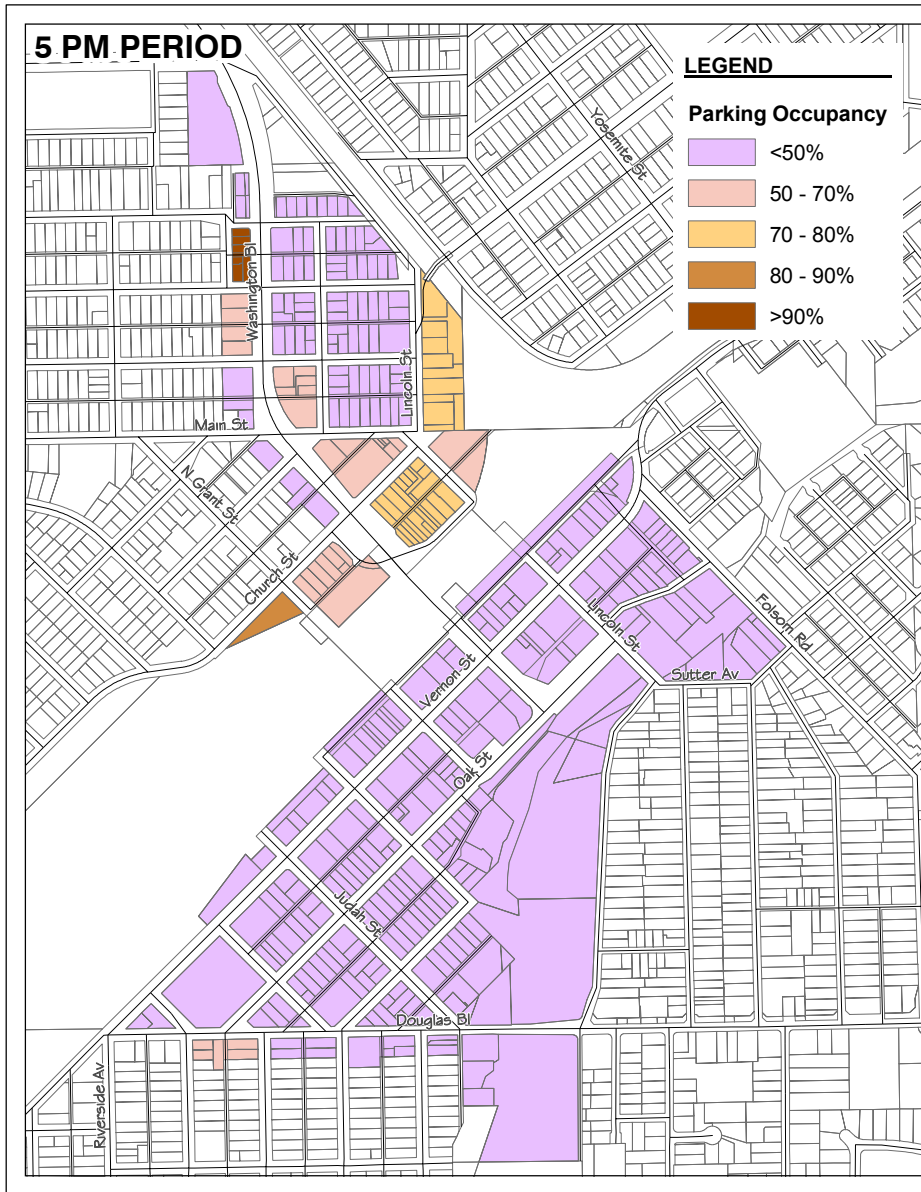 5 PM PERIOD
LEGEND
Parking Occupancy
<50%
50 - 70%
70 - 80%
80 - 90%
>90%
Yosemite St
Washington Bl
Lincoln St
Main St
N Grant St
Church St
Folsom Rd
Lincoln St
Sutter Av
Vernon St
Oak St
Judah St
Douglas Bl
Riverside Av